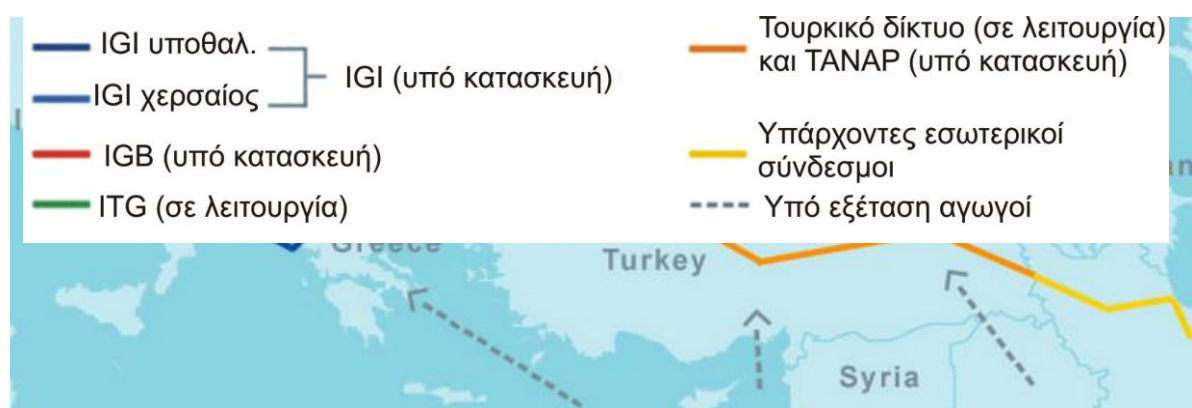 IGI υποθαλ.
IGI χερσαίος
IGI (υπό κατασκευή)
IGB (υπό κατασκευή)
ITG (σε λειτουργία)
Τουρκικό δίκτυο (σε λειτουργία)
και TANAP (υπό κατασκευή)
Υπάρχοντες εσωτερικοί
σύνδεσμοι
Υπό εξέταση αγωγοί
Greece
Turkey
Syria